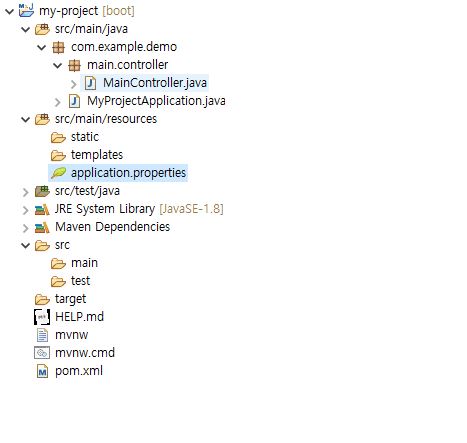 my-project [boot]
src/main/java
com.example.demo
main.controller
MainController.java
MyProjectApplication.java
src/main/resources
static
templates
application.properties
src/test/java
JRE System Library [JavaSE-1.8]
Maven Dependencies
src
main
test
target
HELP.md
mvnw
mvnw.cmd
pom.xml